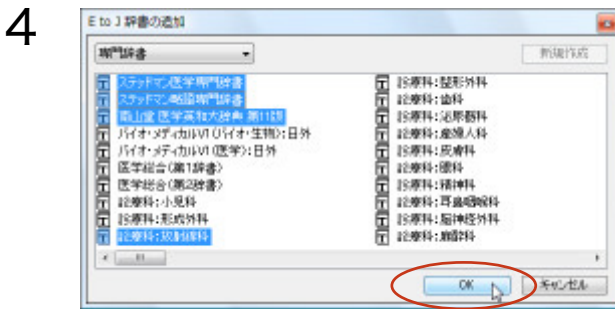 4
E to J 辞書の追加
専門辞書
新規作成
ステッドマン医学専門辞書
ステッドマン略語専門辞書
南山堂 医学英和大辞典 第11版
バイオ・メディカルV1(バイオ・生物):日外
バイオ・メディカルV1(医学):日外
医学総合(第1辞書)
医学総合(第2辞書)
診療科:小児科
診療科:形成外科
診療科:放射線科
診療科:整形外科
診療科:歯科
診療科:泌尿器科
診療科:産婦人科
診療科:皮膚科
診療科:眼科
診療科:精神科
診療科:耳鼻咽喉科
診療科:脳神経外科
診療科:麻酔科
OK
キャンセル